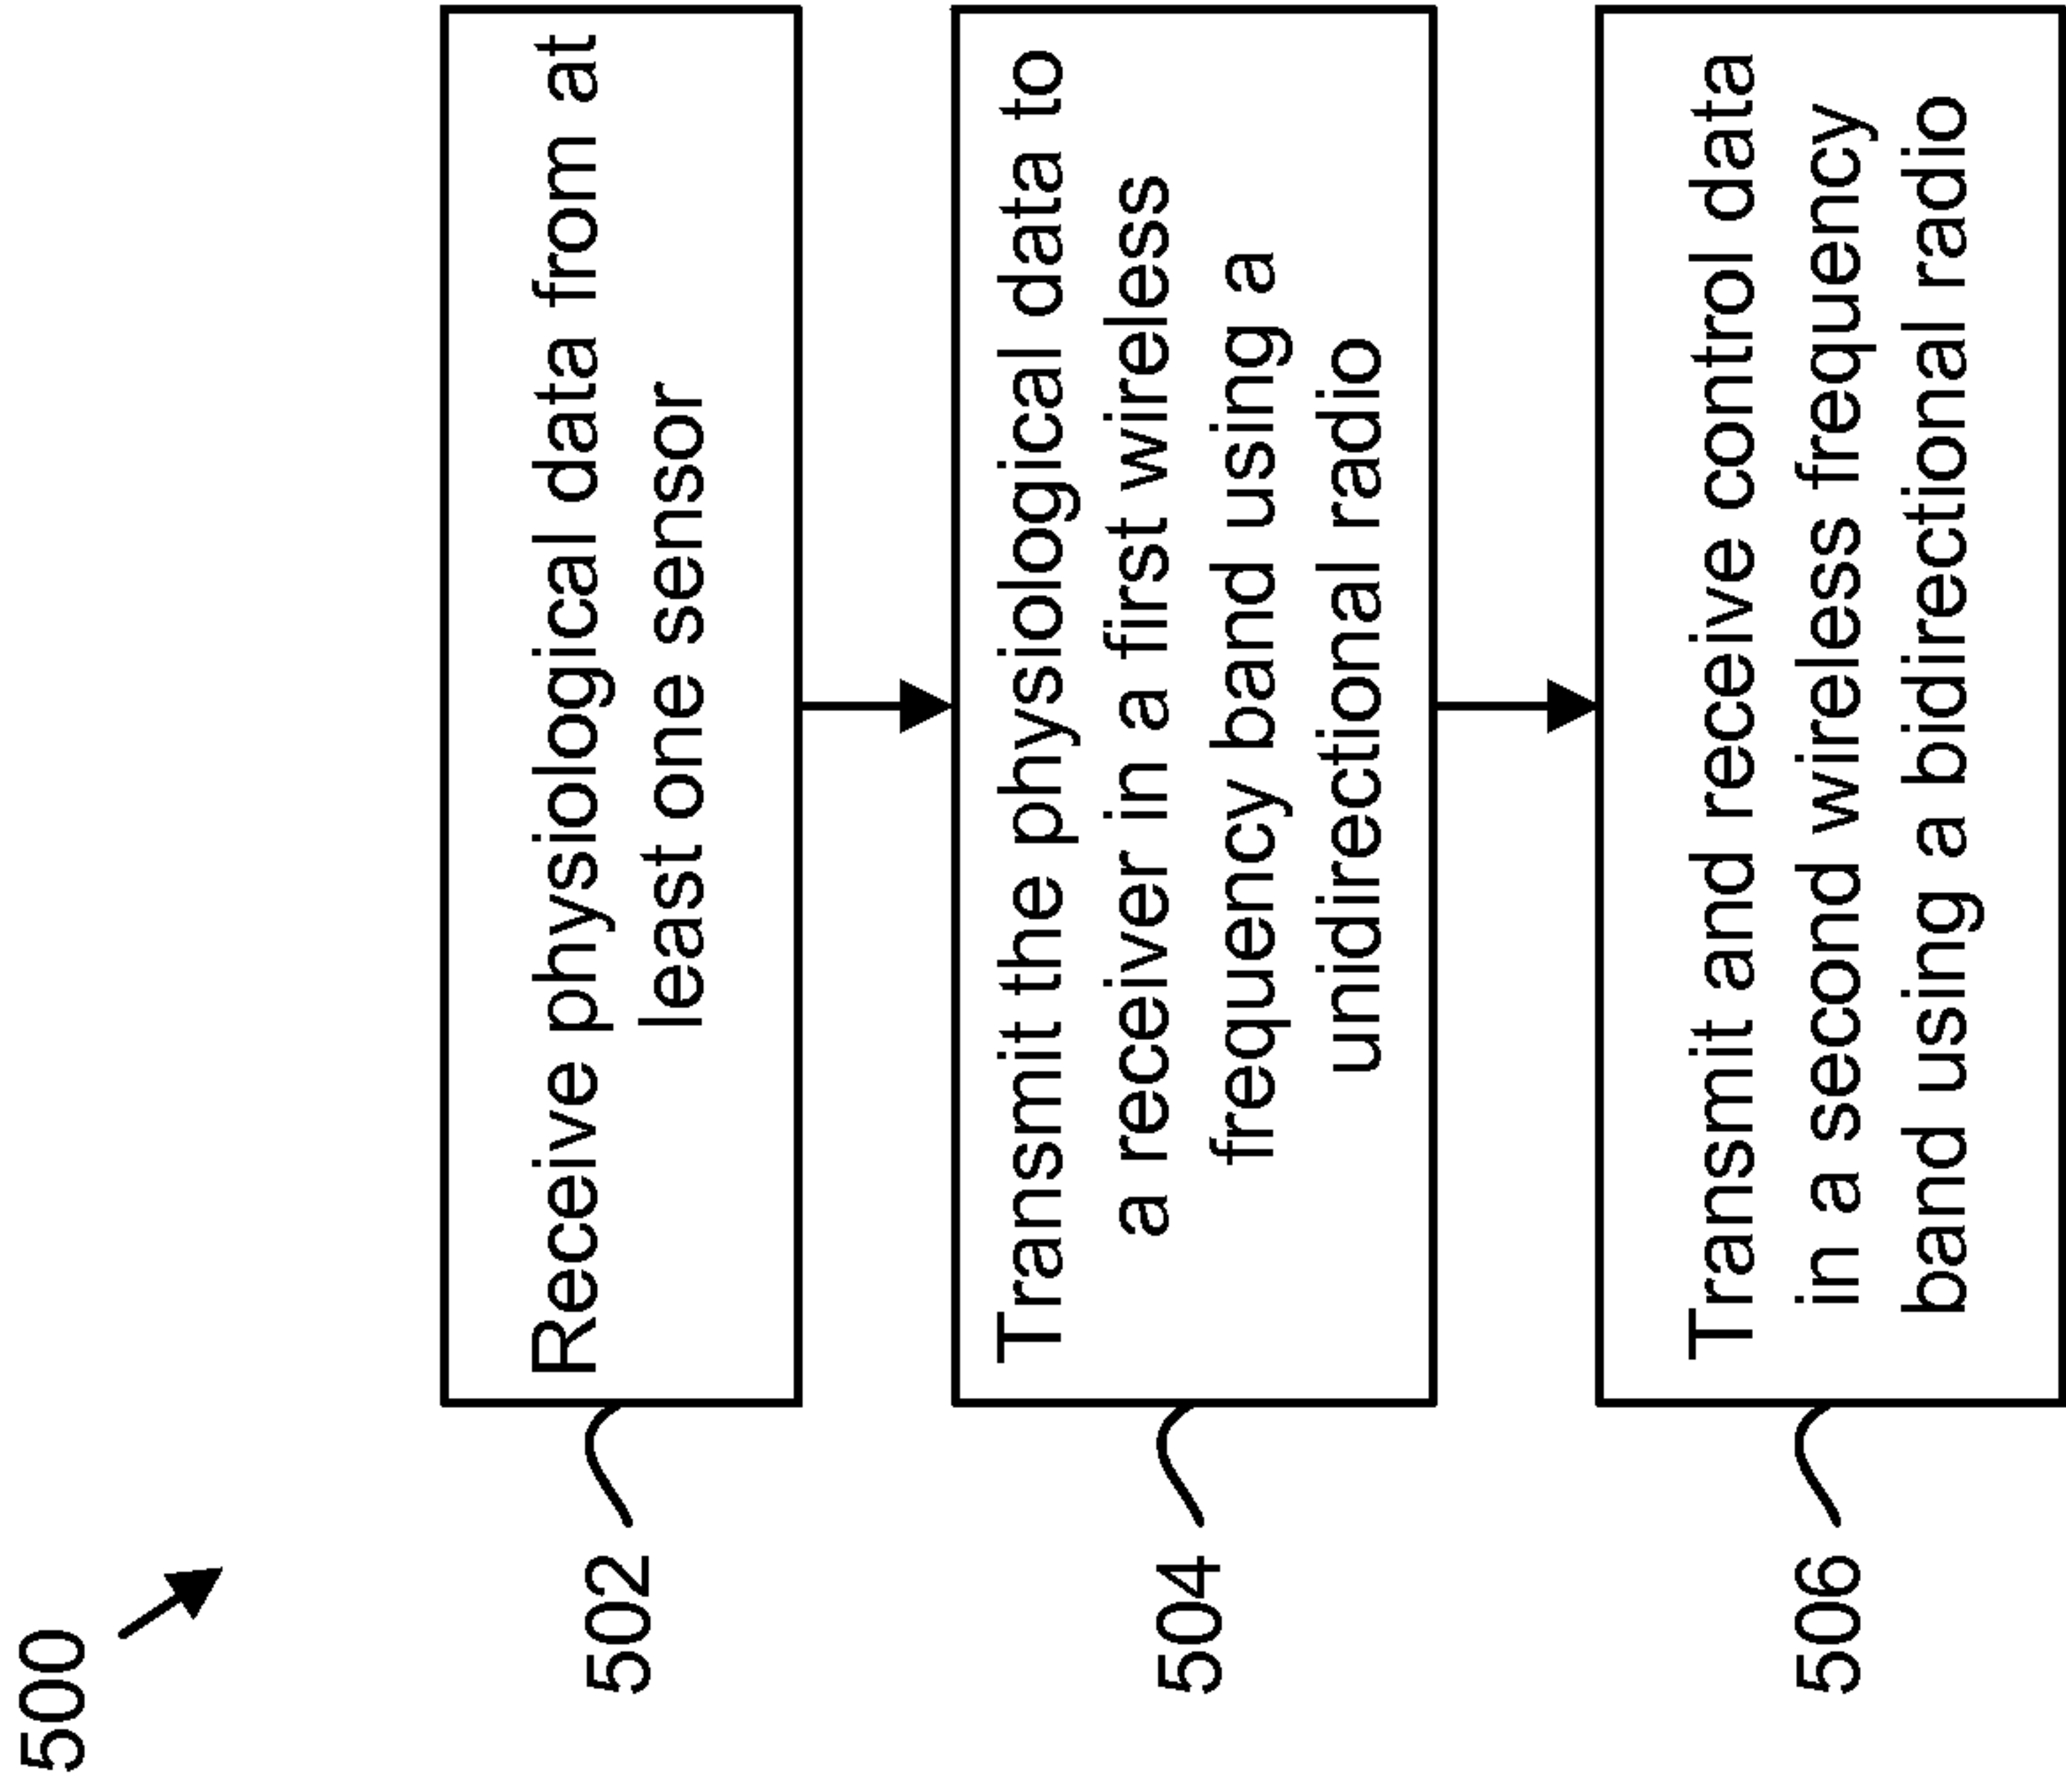 500
502
Receive physiological data from at
least one sensor
504
Transmit the physiological data to
a receiver in a first wireless
frequency band using a
unidirectional radio
506
Transmit and receive control data
in a second wireless frequency
band using a bidirectional radio